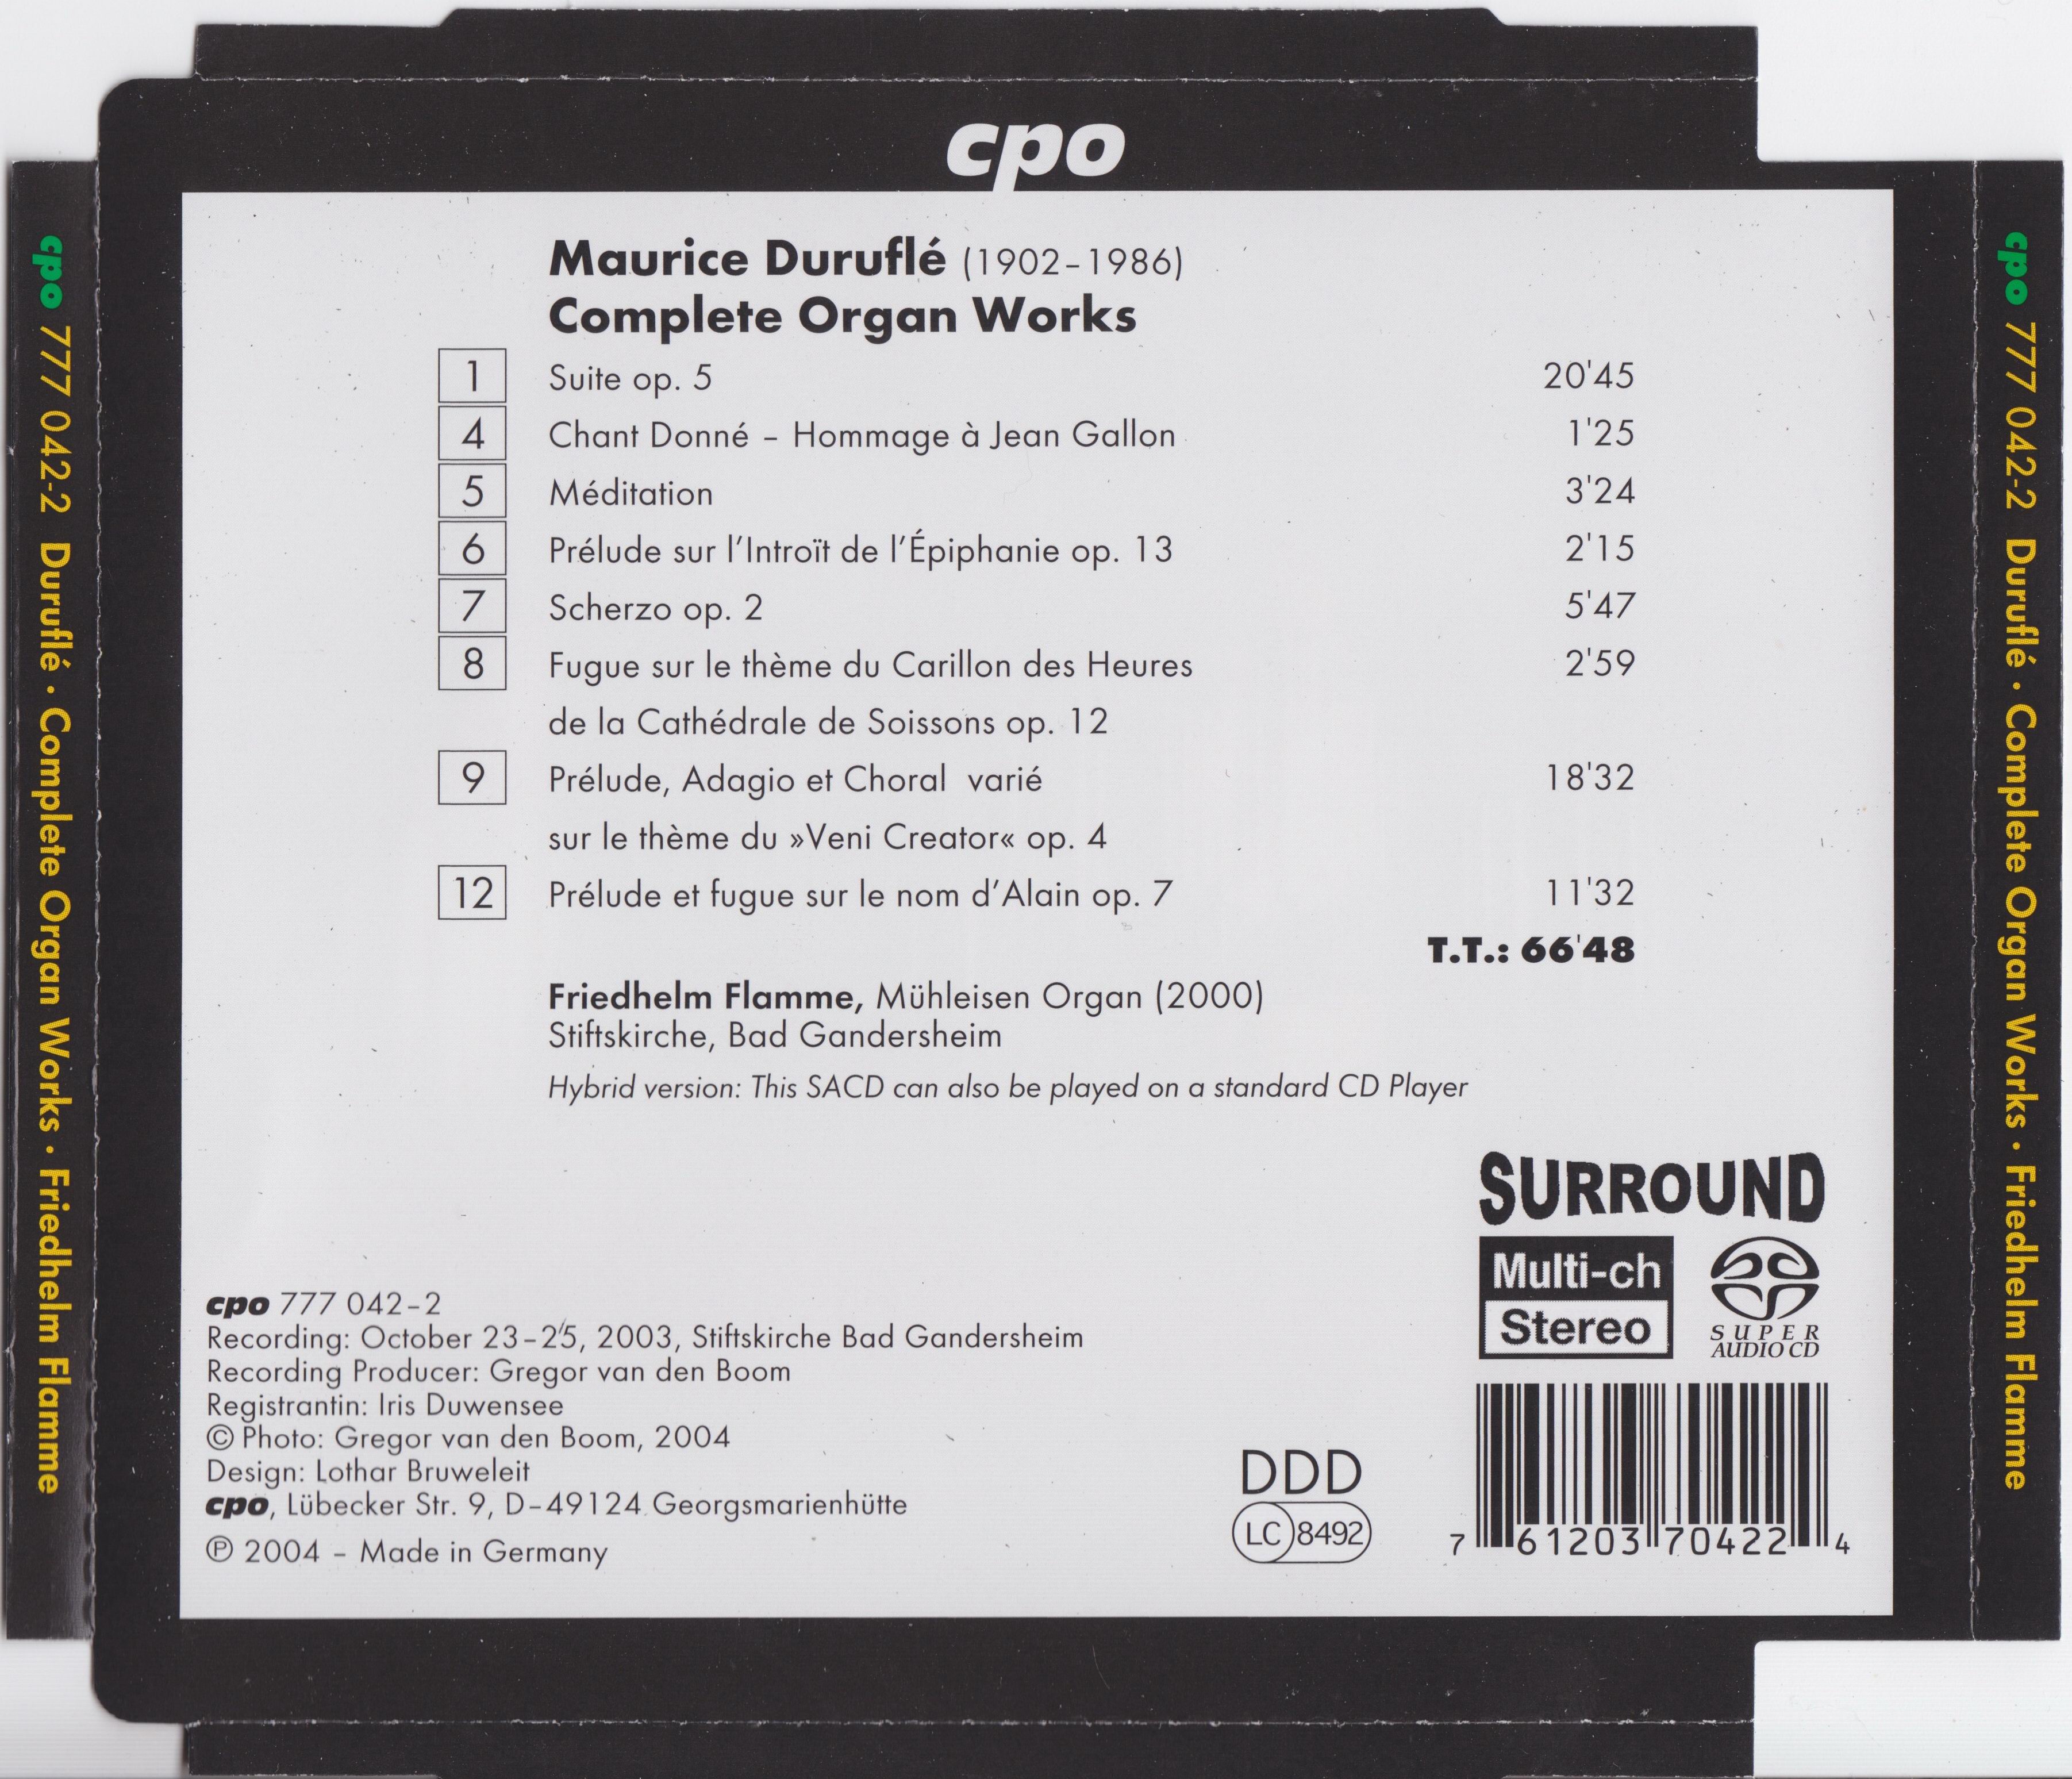 cpo
Maurice Duruflé (1902–1986)
Complete Organ Works
1 Suite op. 5 20'45
4 Chant Donné – Hommage à Jean Gallon 1'25
5 Méditation 3'24
6 Prélude sur l'Introït de l'Épiphanie op. 13 2'15
7 Scherzo op. 2 5'47
8 Fugue sur le thème du Carillon des Heures 2'59
de la Cathédrale de Soissons op. 12
9 Prélude, Adagio et Choral varié 18'32
sur le thème du »Veni Creator« op. 4
12 Prélude et fugue sur le nom d'Alain op. 7 11'32
T.T.: 66'48
Friedhelm Flamme, Mühleisen Organ (2000)
Stiftskirche, Bad Gandersheim
Hybrid version: This SACD can also be played on a standard CD Player
SURROUND
Multi-ch
Stereo
SUPER
AUDIO CD
cpo 777 042–2
Recording: October 23–25, 2003, Stiftskirche Bad Gandersheim
Recording Producer: Gregor van den Boom
Registrantin: Iris Duwensee
© Photo: Gregor van den Boom, 2004
Design: Lothar Bruweleit
cpo, Lübecker Str. 9, D–49124 Georgsmarienhütte
℗ 2004 – Made in Germany
DDD
LC 8492
7 61203 70422 4
cpo 777 042-2 Duruflé · Complete Organ Works · Friedhelm Flamme
cpo 777 042-2 Duruflé · Complete Organ Works · Friedhelm Flamme